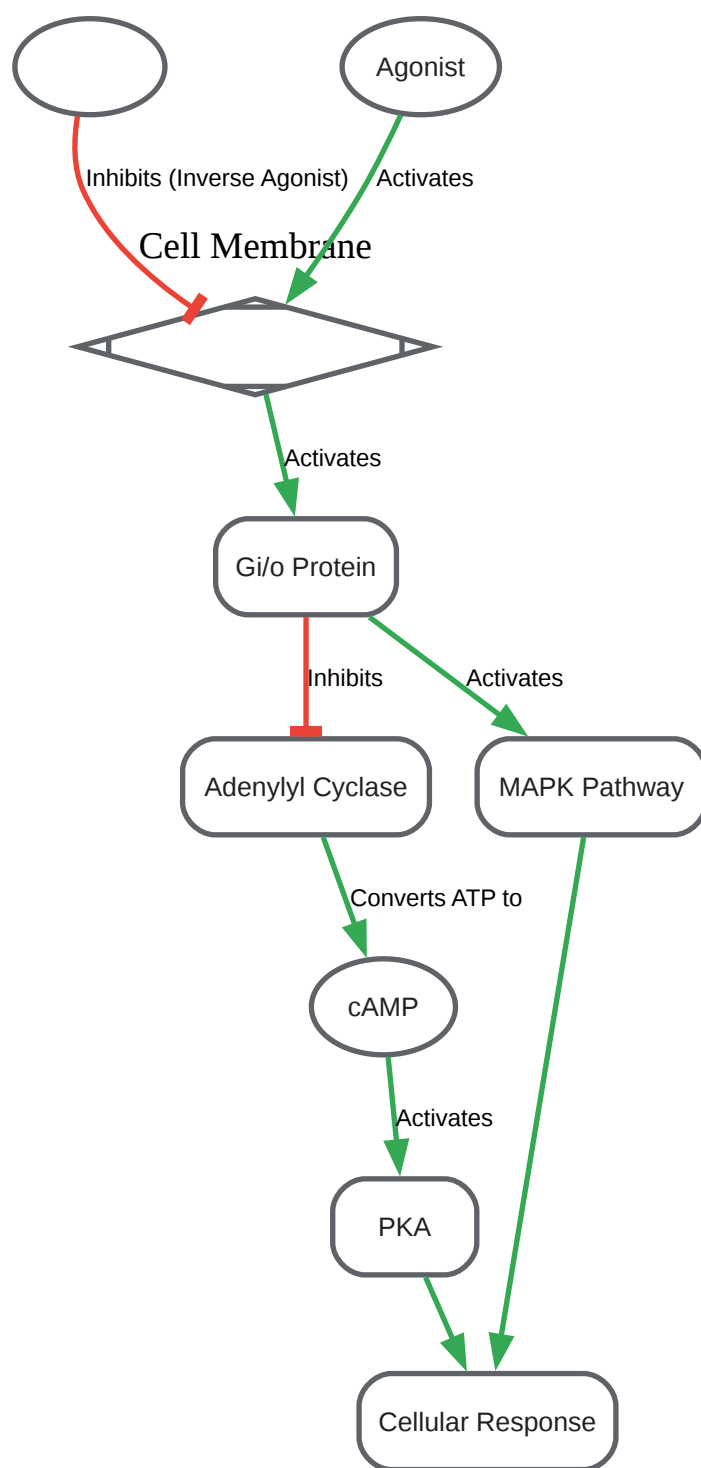 Agonist
Inhibits (Inverse Agonist)
Activates
Cell Membrane
Activates
Gi/o Protein
Inhibits
Activates
Adenylyl Cyclase
MAPK Pathway
Converts ATP to
cAMP
Activates
PKA
Cellular Response